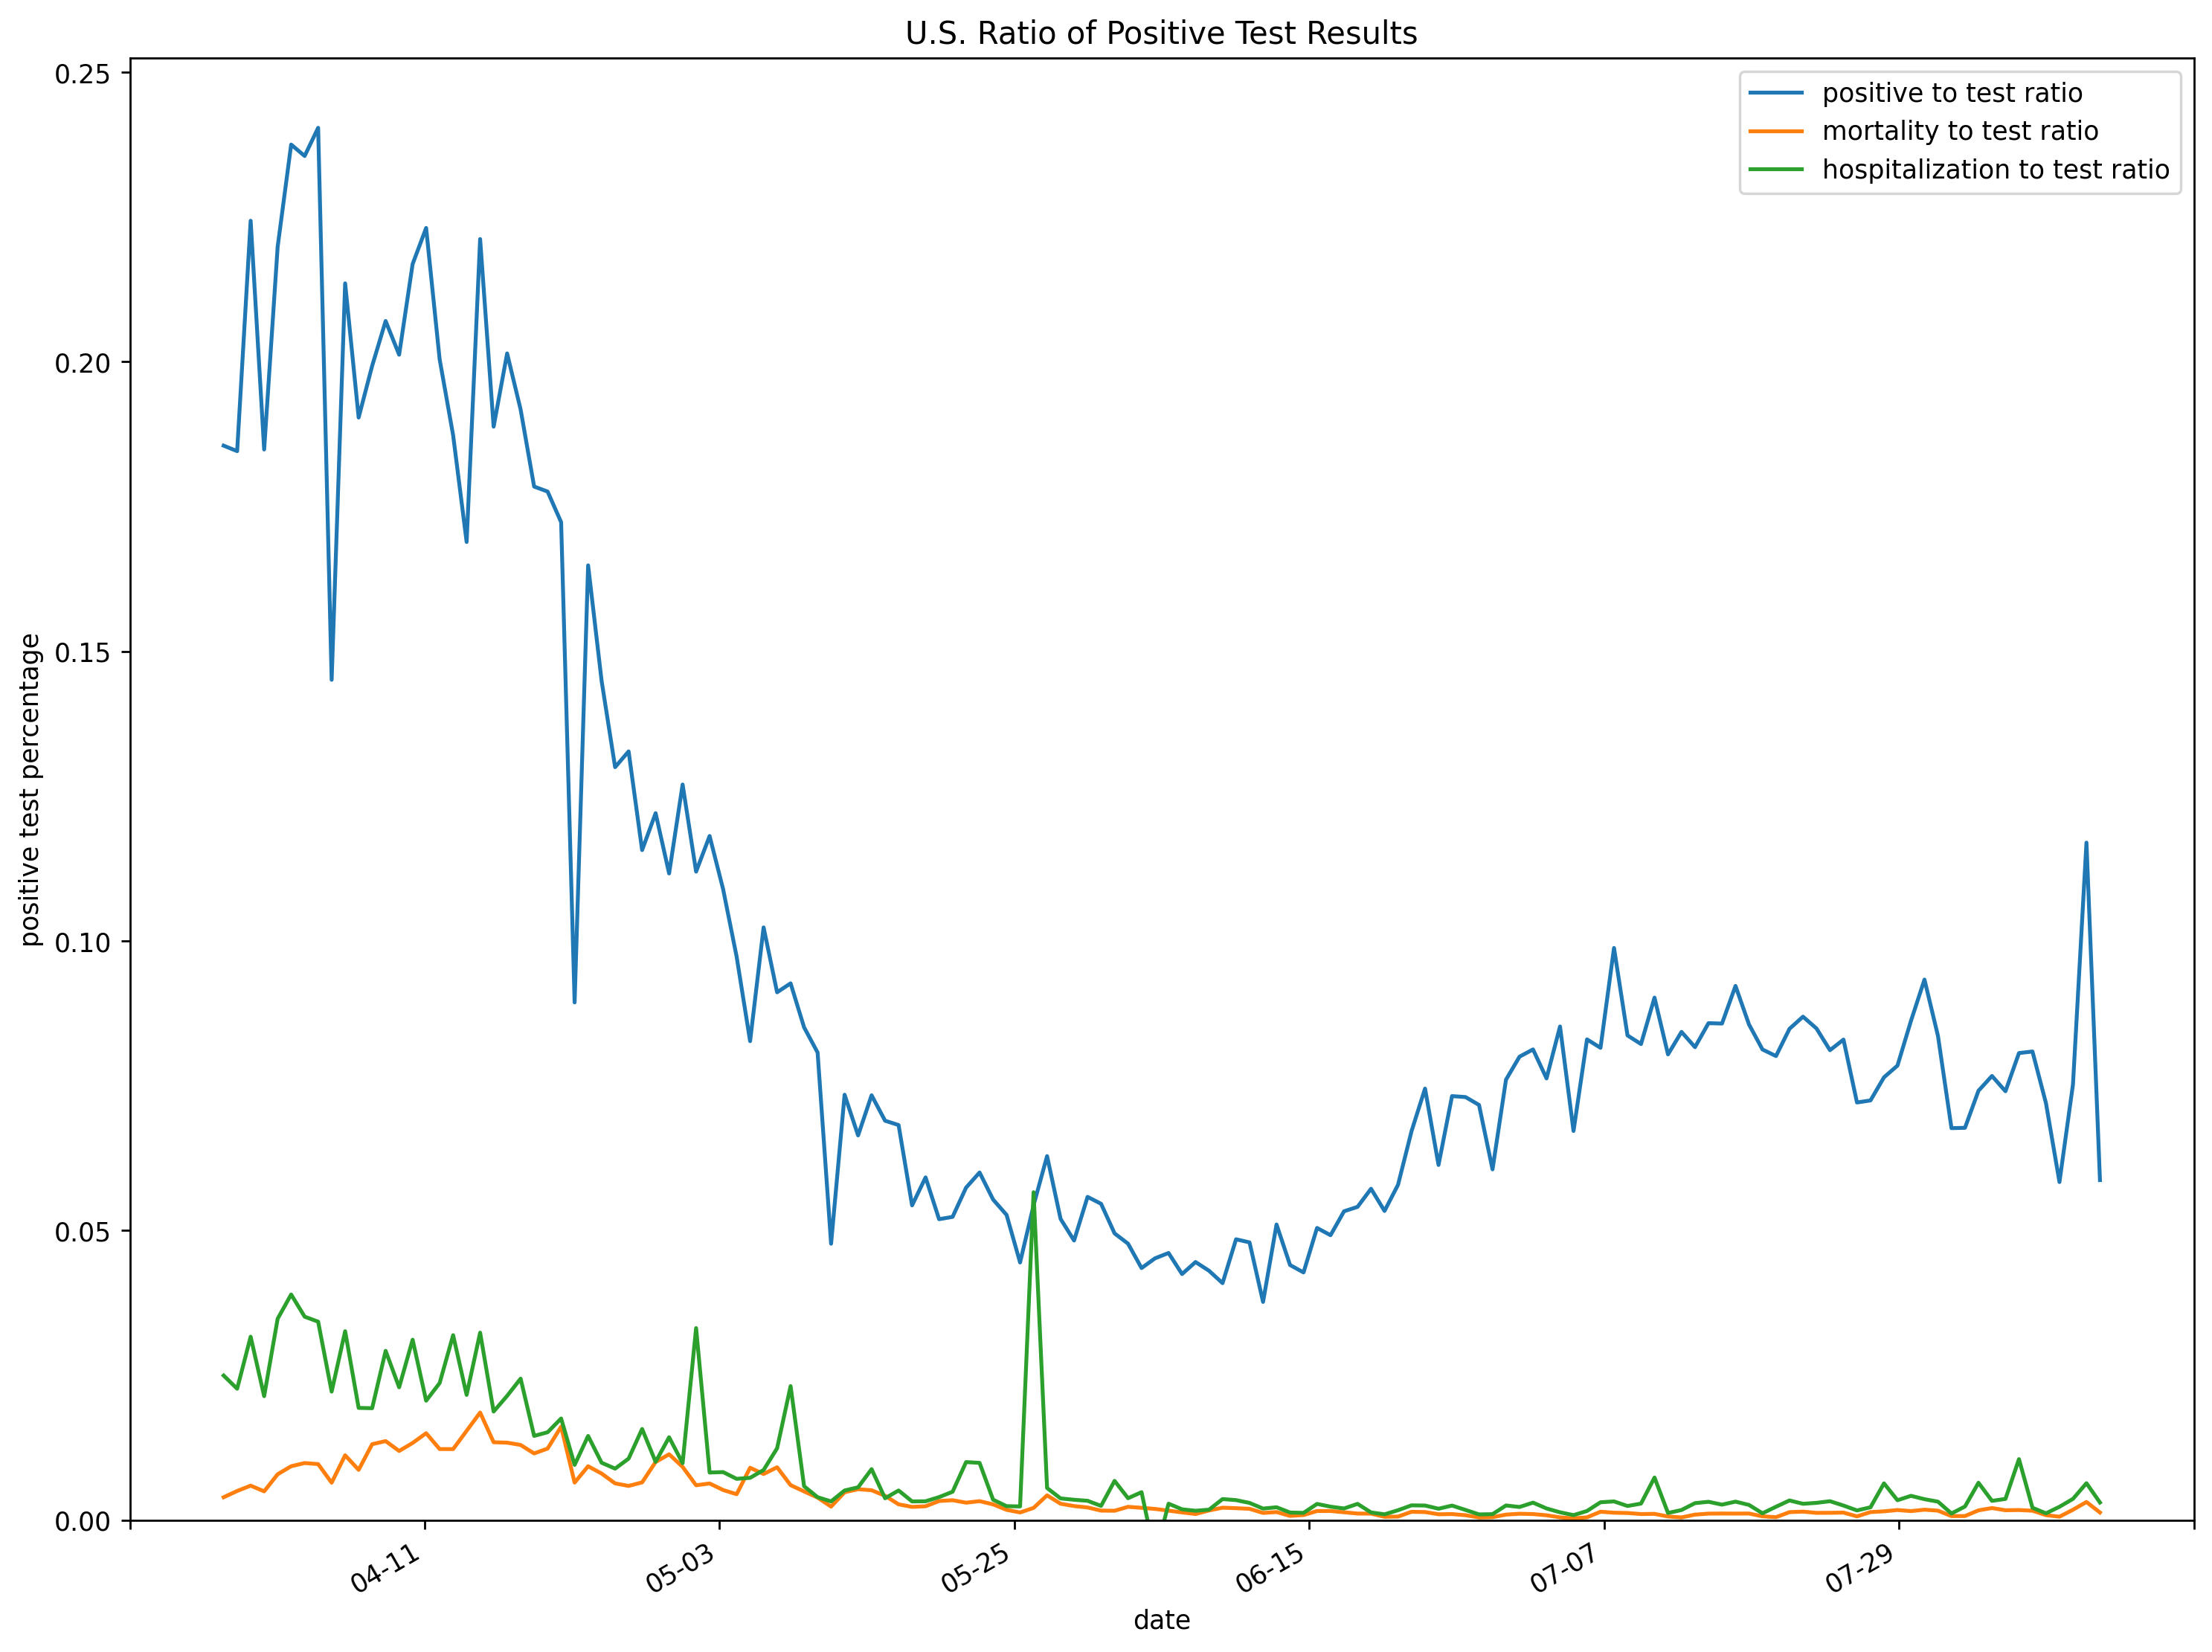 U.S. Ratio of Positive Test Results
positive to test ratio
mortality to test ratio
hospitalization to test ratio
positive test percentage
0.25
0.20
0.15
0.10
0.05
0.00
04-11
05-03
05-25
06-15
07-07
07-29
date